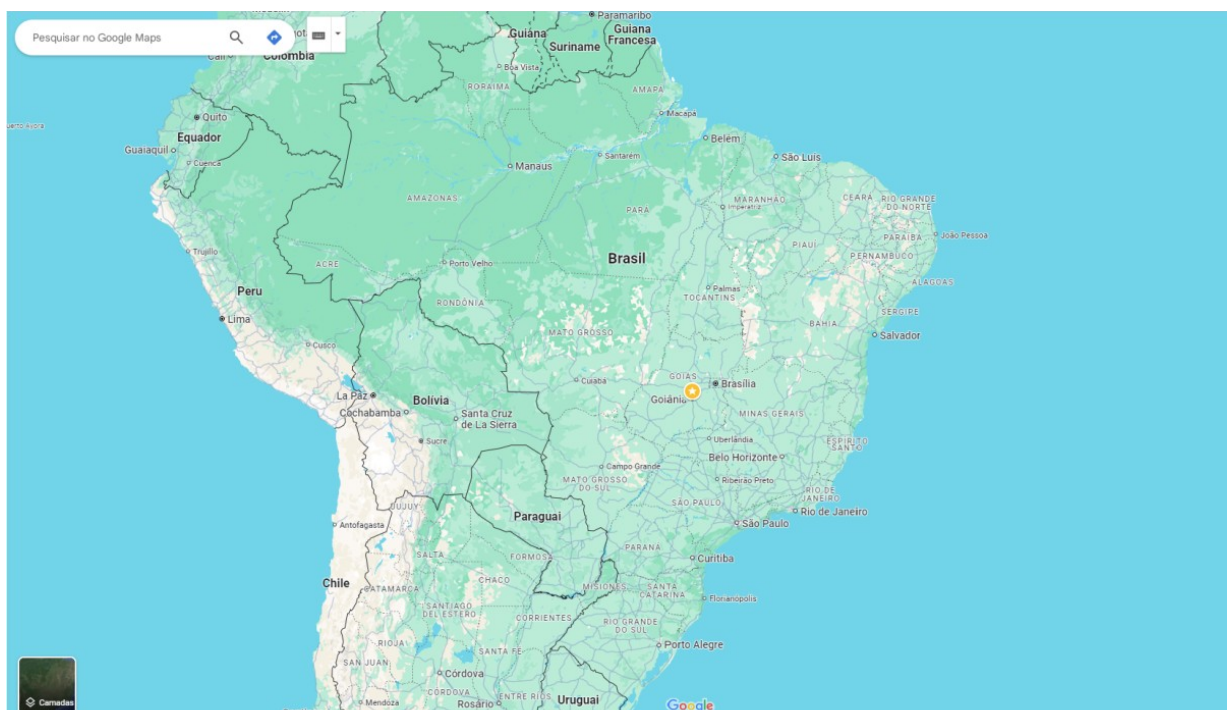 Paramaribo
Pesquisar no Google Maps
Guiana
Guiana
Francesa
Suriname
Colômbia
Cali
Boa Vista
RORAIMA
AMAPÁ
Macapá
Quito
Equador
Guaiaquil
Cuenca
Belém
Santarém
São Luís
Manaus
AMAZONAS
PARÁ
Imperatriz
MARANHÃO
CEARÁ
RIO GRANDE
DO NORTE
PARAÍBA
João Pessoa
PIAUÍ
PERNAMBUCO
Trujillo
ACRE
Porto Velho
Brasil
Peru
RONDÔNIA
Palmas
TOCANTINS
ALAGOAS
SERGIPE
Lima
MATO GROSSO
BAHIA
Salvador
Cusco
Cuiabá
GOIÁS
Brasília
Goiânia
La Paz
Bolívia
Cochabamba
Santa Cruz
de La Sierra
MINAS GERAIS
Sucre
Uberlândia
ESPÍRITO
SANTO
Belo Horizonte
Campo Grande
MATO GROSSO
DO SUL
Ribeirão Preto
RIO DE
JANEIRO
SÃO PAULO
Rio de Janeiro
JUJUY
Antofagasta
Paraguai
São Paulo
SALTA
FORMOSA
PARANÁ
Curitiba
Chile
CATAMARCA
CHACO
MISIONES
SANTA
CATARINA
Florianópolis
SANTIAGO
DEL ESTERO
CORRIENTES
RIO GRANDE
DO SUL
RIOJA
SANTA FÉ
Porto Alegre
SAN JUAN
Córdova
CÓRDOVA
ENTRE RÍOS
Mendoza
Rosário
Uruguai
Camadas
Google